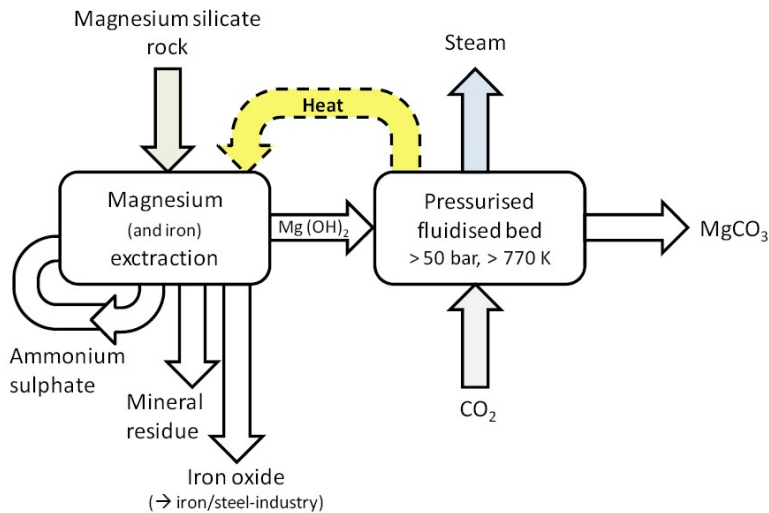 Magnesium silicate
rock
Steam
Heat
Magnesium
(and iron)
exctraction
Mg (OH)₂
Pressurised
fluidised bed
> 50 bar, > 770 K
MgCO₃
Ammonium
sulphate
Mineral
residue
CO₂
Iron oxide
(→ iron/steel-industry)